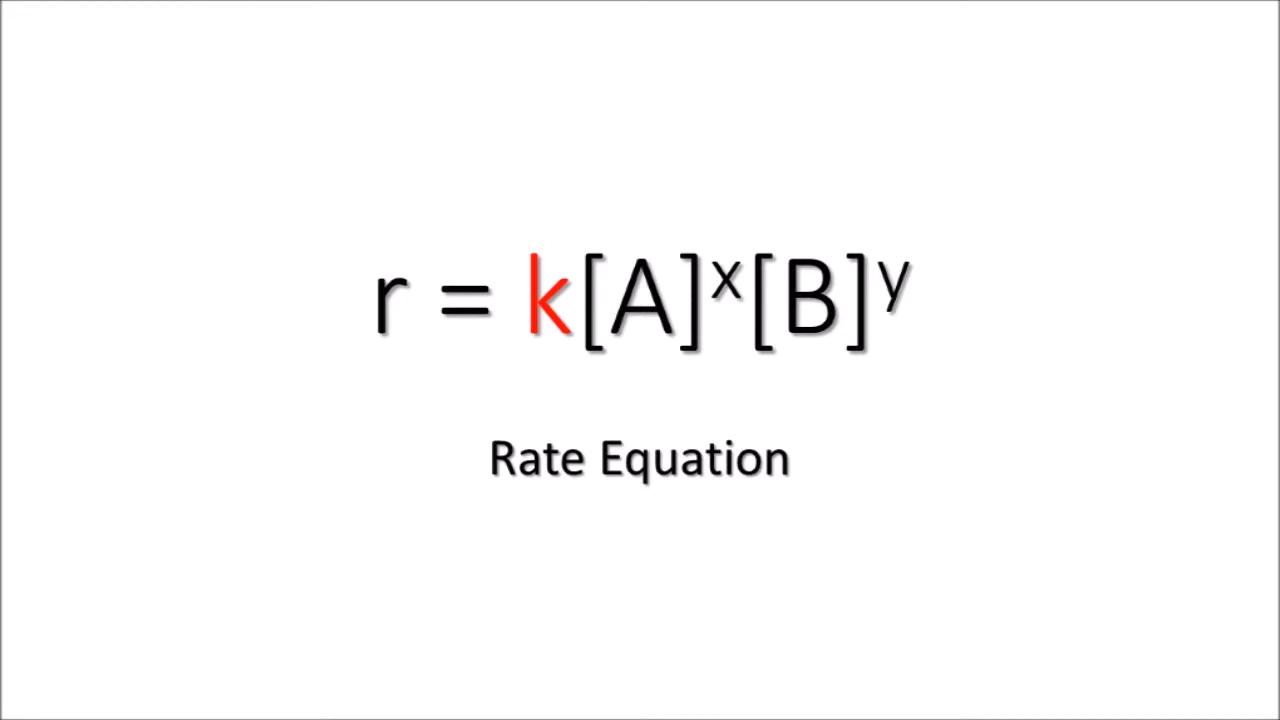 r = k[A]ˣ[B]ʸ
Rate Equation